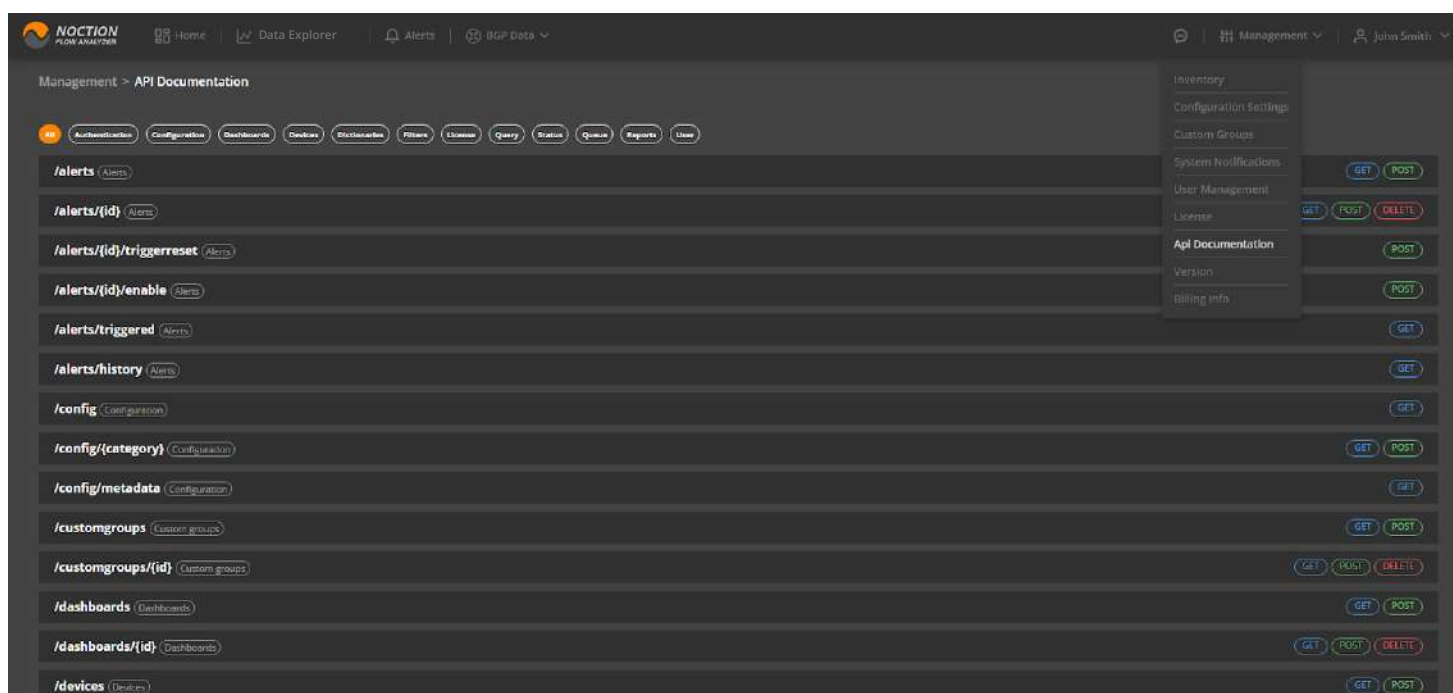 NOCTION
FLOW ANALYZER
Home
Data Explorer
Alerts
BGP Data
Management
John Smith
Management > API Documentation
All
Authentication
Configuration
Dashboards
Devices
Dictionaries
Filters
License
Query
Status
Queue
Reports
User
Inventory
Configuration Settings
Custom Groups
System Notifications
User Management
License
Api Documentation
Version
Billing Info
/alerts Alerts GET POST
/alerts/{id} Alerts GET POST DELETE
/alerts/{id}/triggerreset Alerts POST
/alerts/{id}/enable Alerts POST
/alerts/triggered Alerts GET
/alerts/history Alerts GET
/config Configuration GET
/config/{category} Configuration GET POST
/config/metadata Configuration GET
/customgroups Custom groups GET POST
/customgroups/{id} Custom groups GET POST DELETE
/dashboards Dashboards GET POST
/dashboards/{id} Dashboards GET POST DELETE
/devices Devices GET POST